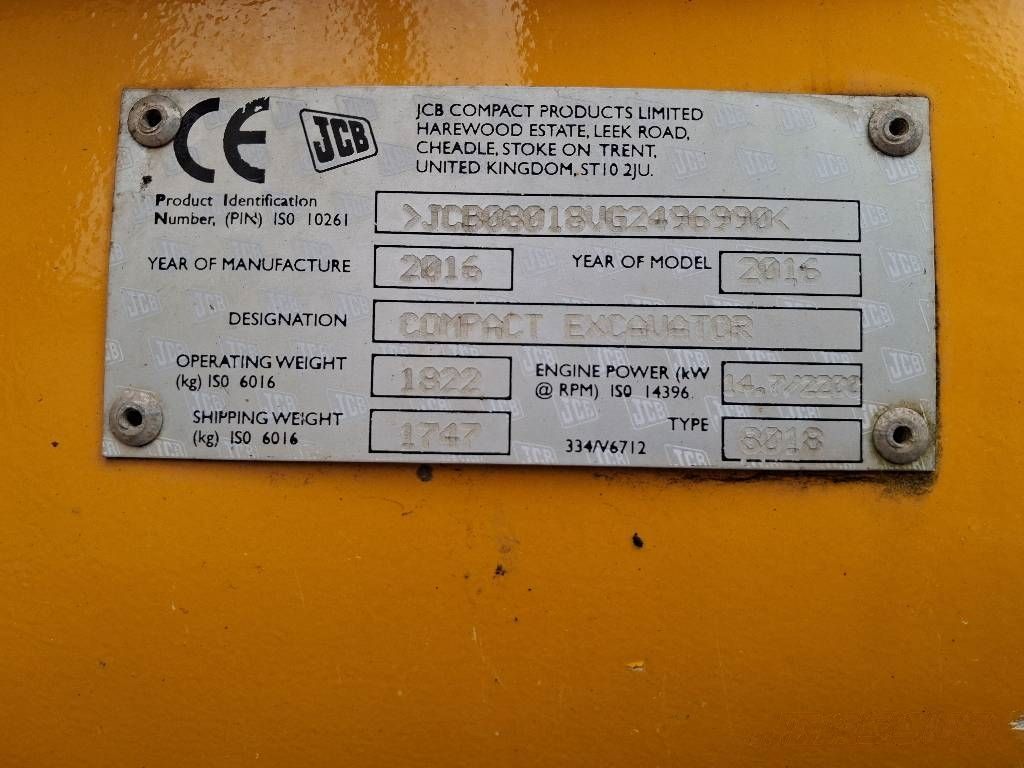 CE
JCB
JCB COMPACT PRODUCTS LIMITED
HAREWOOD ESTATE, LEEK ROAD,
CHEADLE, STOKE ON TRENT,
UNITED KINGDOM, ST10 2JU.
Product Identification
Number, (PIN) ISO 10261
>JCB08018VG2496990<
YEAR OF MANUFACTURE 2016 YEAR OF MODEL 2016
DESIGNATION COMPACT EXCAVATOR
OPERATING WEIGHT
(kg) ISO 6016
1822
ENGINE POWER (kW
@ RPM) ISO 14396
14.0/2200
SHIPPING WEIGHT
(kg) ISO 6016
1747
334/V6712
TYPE 8018